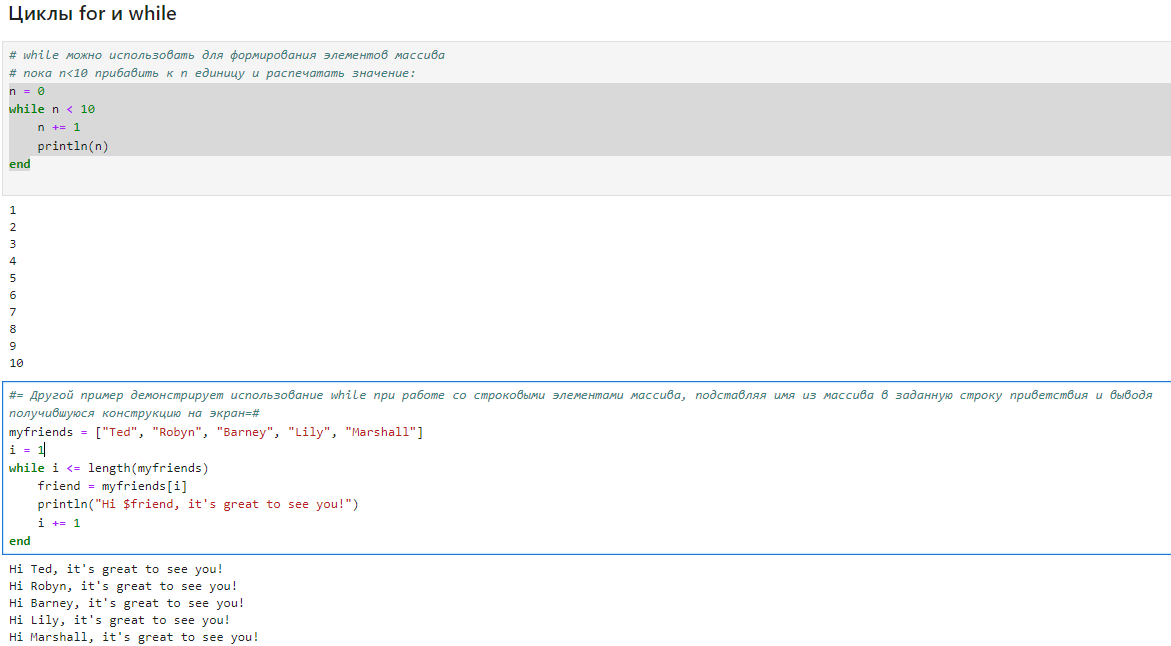 Циклы for и while
# while можно использовать для формирования элементов массива
# пока n<10 прибавить к n единицу и распечатать значение:
n = 0
while n < 10
    n += 1
    println(n)
end
1
2
3
4
5
6
7
8
9
10
#= Другой пример демонстрирует использование while при работе со строковыми элементами массива, подставляя имя из массива в заданную строку приветствия и выводя
получившуюся конструкцию на экран=#
myfriends = ["Ted", "Robyn", "Barney", "Lily", "Marshall"]
i = 1
while i <= length(myfriends)
    friend = myfriends[i]
    println("Hi $friend, it's great to see you!")
    i += 1
end
Hi Ted, it's great to see you!
Hi Robyn, it's great to see you!
Hi Barney, it's great to see you!
Hi Lily, it's great to see you!
Hi Marshall, it's great to see you!